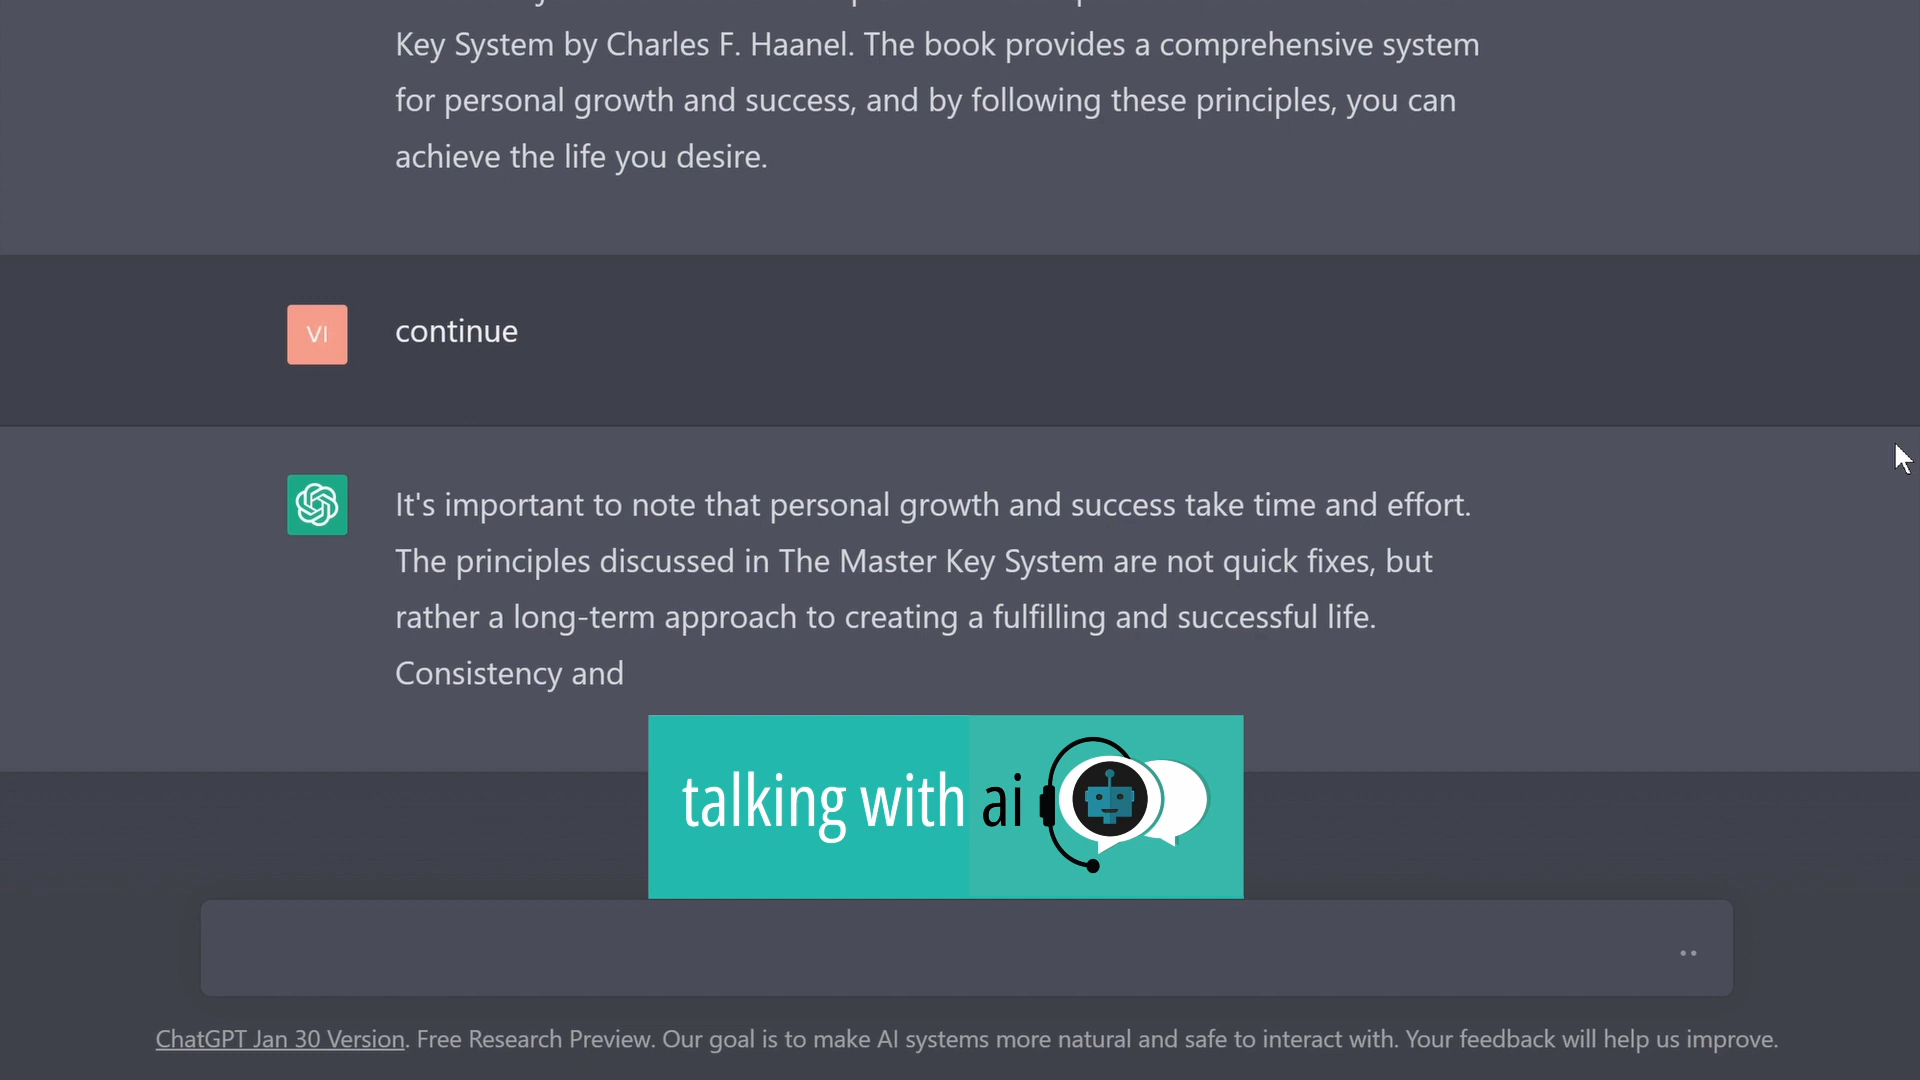 Key System by Charles F. Haanel. The book provides a comprehensive system
for personal growth and success, and by following these principles, you can
achieve the life you desire.
VI
continue
It's important to note that personal growth and success take time and effort.
The principles discussed in The Master Key System are not quick fixes, but
rather a long-term approach to creating a fulfilling and successful life.
Consistency and
talking with ai
ChatGPT Jan 30 Version. Free Research Preview. Our goal is to make AI systems more natural and safe to interact with. Your feedback will help us improve.